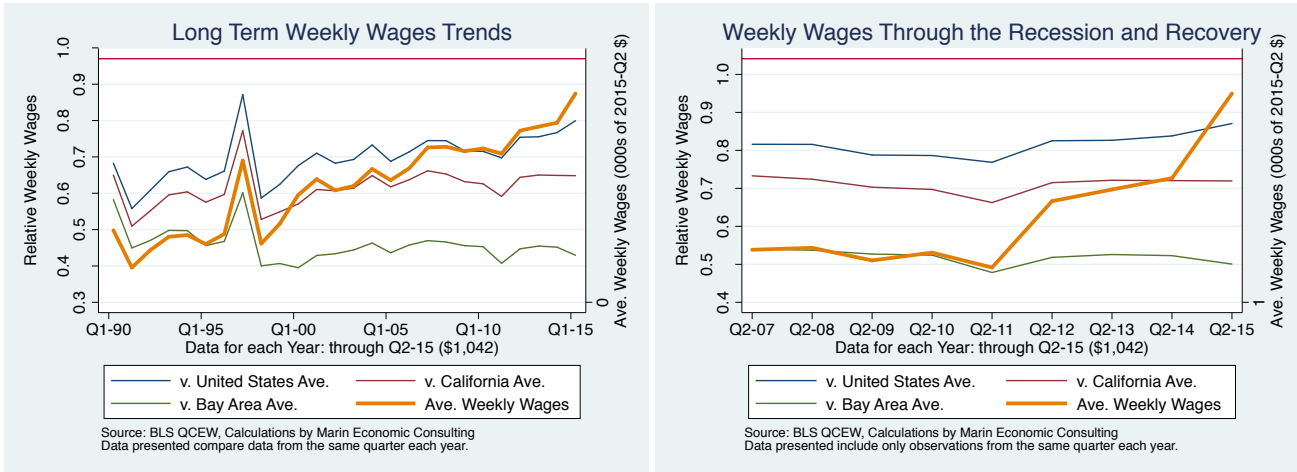 Long Term Weekly Wages Trends
Relative Weekly Wages
1.0
0.9
0.8
0.7
0.6
0.5
0.4
0.3
0
Ave. Weekly Wages (000s of 2015-Q2 $)
Q1-90 Q1-95 Q1-00 Q1-05 Q1-10 Q1-15
Data for each Year: through Q2-15 ($1,042)
v. United States Ave. v. California Ave.
v. Bay Area Ave. Ave. Weekly Wages
Source: BLS QCEW, Calculations by Marin Economic Consulting
Data presented compare data from the same quarter each year.
Weekly Wages Through the Recession and Recovery
Relative Weekly Wages
1.0
0.9
0.8
0.7
0.6
0.5
0.4
1
Ave. Weekly Wages (000s of 2015-Q2 $)
Q2-07 Q2-08 Q2-09 Q2-10 Q2-11 Q2-12 Q2-13 Q2-14 Q2-15
Data for each Year: through Q2-15 ($1,042)
v. United States Ave. v. California Ave.
v. Bay Area Ave. Ave. Weekly Wages
Source: BLS QCEW, Calculations by Marin Economic Consulting
Data presented include only observations from the same quarter each year.